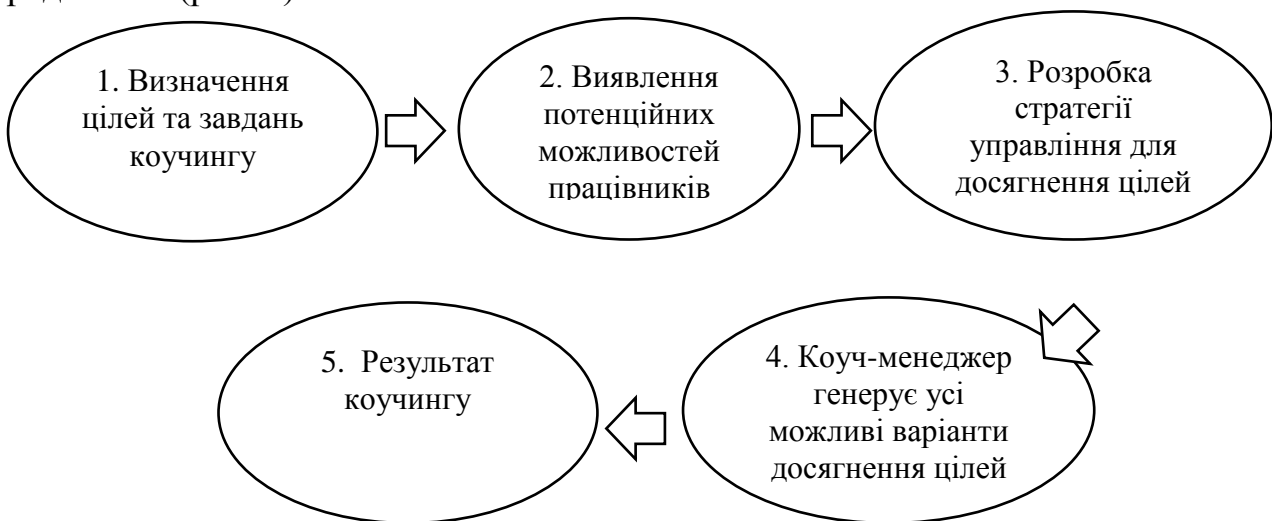 1. Визначення
цілей та завдань
коучингу
2. Виявлення
потенційних
можливостей
працівників
3. Розробка
стратегії
управління для
досягнення цілей
4. Коуч-менеджер
генерує усі
можливі варіанти
досягнення цілей
5. Результат
коучингу